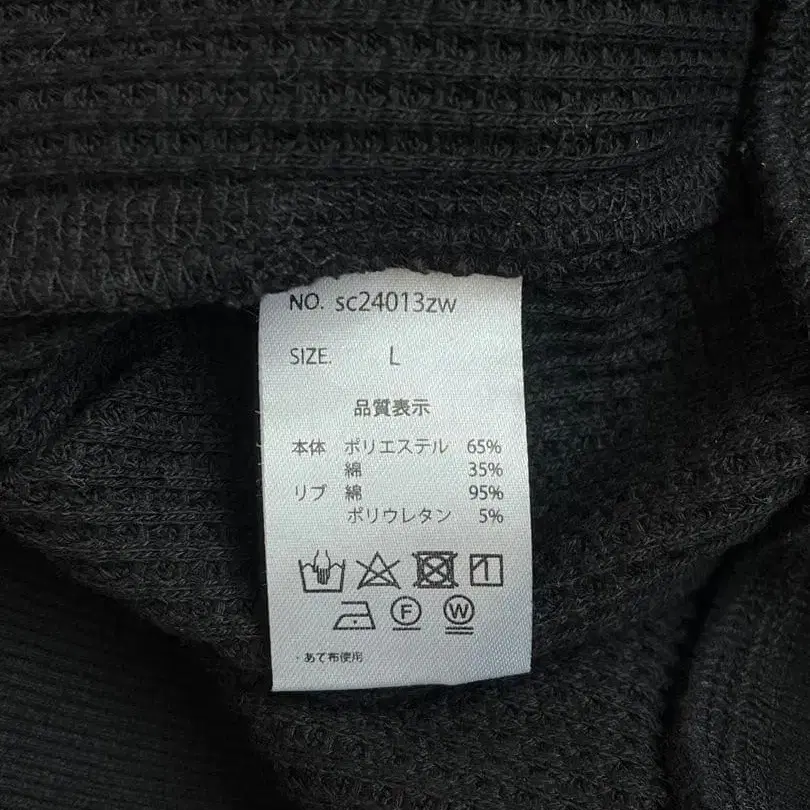 NO. sc24013zw
SIZE. L
品質表示
本体 ポリエステル 65%
綿 35%
リブ 綿 95%
ポリウレタン 5%
F W
・あて布使用